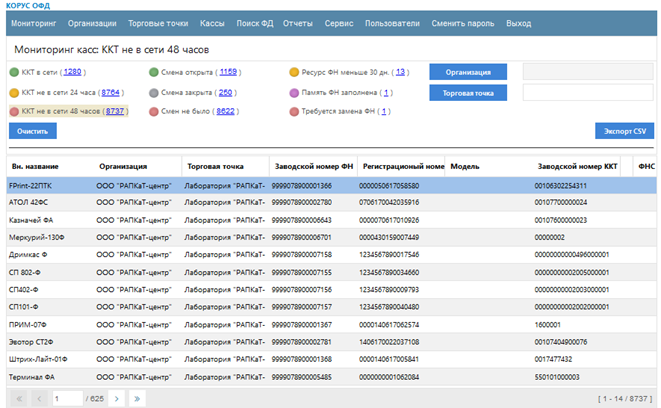 КОРУС ОФД
Мониторинг Организации Торговые точки Кассы Поиск ФД Отчеты Сервис Пользователи Сменить пароль Выход
Мониторинг касс: ККТ не в сети 48 часов
ККТ в сети ( 1280 ) Смена открыта ( 1159 ) Ресурс ФН меньше 30 дн. ( 13 ) Организация
ККТ не в сети 24 часа ( 8764 ) Смена закрыта ( 250 ) Память ФН заполнена ( 1 ) Торговая точка
ККТ не в сети 48 часов ( 8737 ) Смен не было ( 8622 ) Требуется замена ФН ( 1 )
Очистить Экспорт CSV
Вн. название Организация Торговая точка Заводской номер ФН Регистрационый номе Модель Заводской номер ККТ ФНС
FPrint-22ПТК ООО "РАПКаТ-центр" Лаборатория "РАПКаТ- 9999078900001366 0000050617058580 00106302254311
АТОЛ 42ФС ООО "РАПКаТ-центр" Лаборатория "РАПКаТ- 9999078900002780 0706170042035916 00107700000024
Казначей ФА ООО "РАПКаТ-центр" Лаборатория "РАПКаТ- 9999078900006643 0000070617010926 00107600000023
Меркурий-130Ф ООО "РАПКаТ-центр" Лаборатория "РАПКаТ- 9999078900006701 0000430159007449 00000002
Дримкас Ф ООО "РАПКаТ-центр" Лаборатория "РАПКаТ- 9999078900007158 1234567890017546 00000000000496000001
СП 802-Ф ООО "РАПКаТ-центр" Лаборатория "РАПКаТ- 9999078900007155 1234567890034660 00000000002005000001
СП402-Ф ООО "РАПКаТ-центр" Лаборатория "РАПКаТ- 9999078900007156 1234567890009793 00000000002003000001
СП101-Ф ООО "РАПКаТ-центр" Лаборатория "РАПКаТ- 9999078900007157 1234567890040480 00000000002002000001
ПРИМ-07Ф ООО "РАПКаТ-центр" Лаборатория "РАПКаТ- 9999078900001367 0000140617062574 1600001
Эвотор СТ2Ф ООО "РАПКаТ-центр" Лаборатория "РАПКаТ- 9999078900002781 1406170022037108 00107404900076
Штрих-Лайт-01Ф ООО "РАПКаТ-центр" Лаборатория "РАПКаТ- 9999078900001368 0000140617005841 0017477432
Терминал ФА ООО "РАПКаТ-центр" Лаборатория "РАПКаТ- 9999078900005485 0000000001062084 550101000003
1 / 625 [ 1 - 14 / 8737 ]